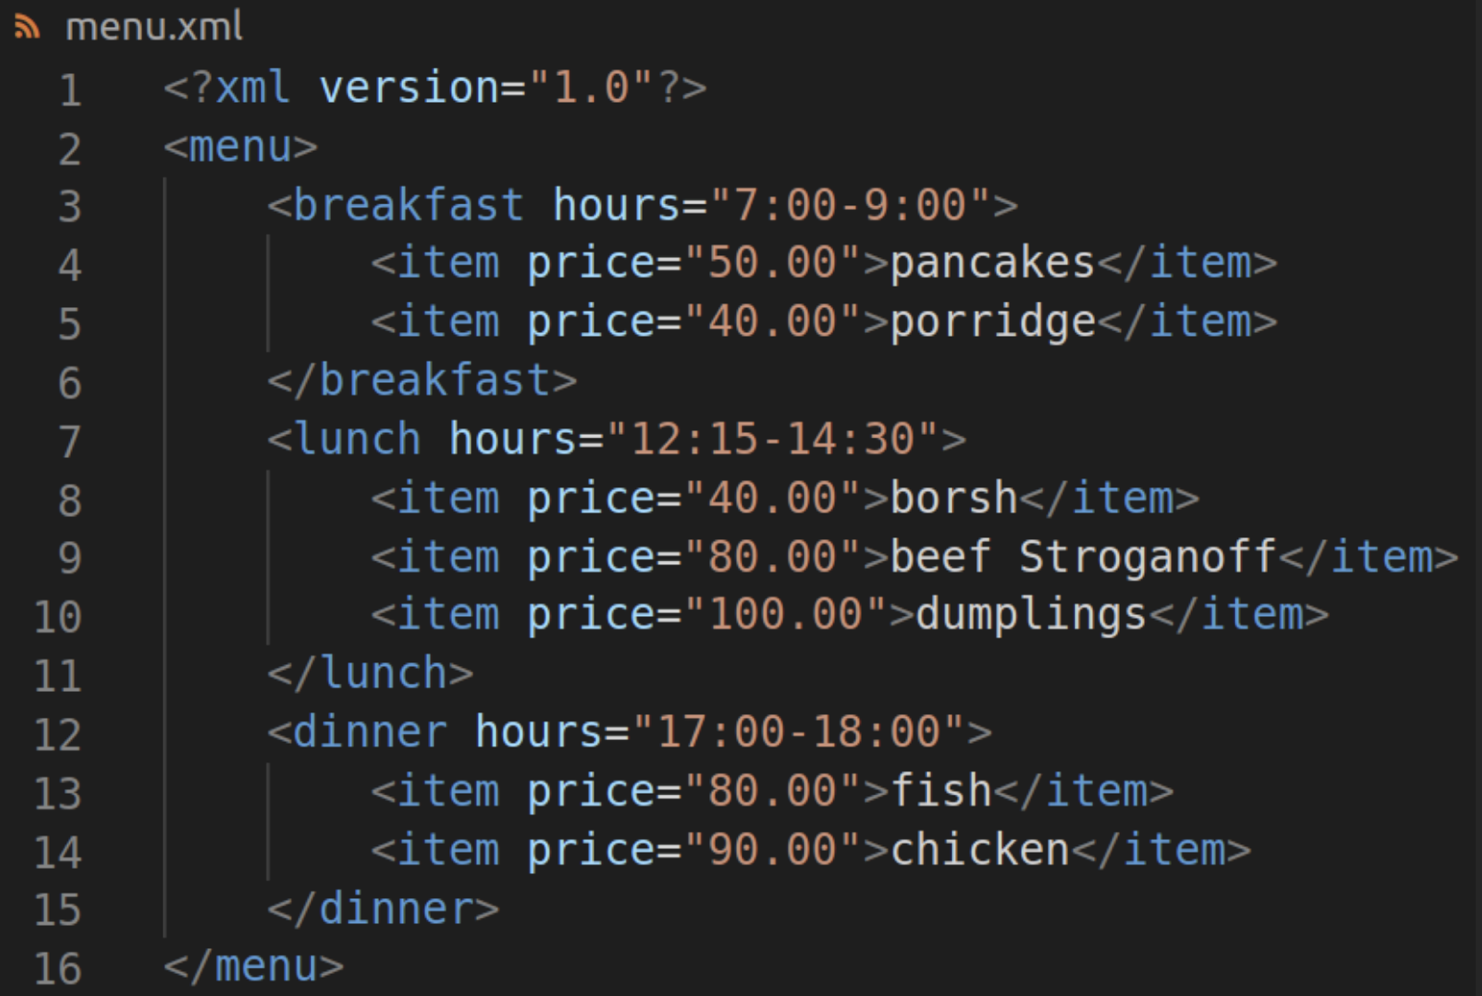 menu.xml
1 <?xml version="1.0"?>
2 <menu>
3     <breakfast hours="7:00-9:00">
4         <item price="50.00">pancakes</item>
5         <item price="40.00">porridge</item>
6     </breakfast>
7     <lunch hours="12:15-14:30">
8         <item price="40.00">borsh</item>
9         <item price="80.00">beef Stroganoff</item>
10         <item price="100.00">dumplings</item>
11     </lunch>
12     <dinner hours="17:00-18:00">
13         <item price="80.00">fish</item>
14         <item price="90.00">chicken</item>
15     </dinner>
16 </menu>